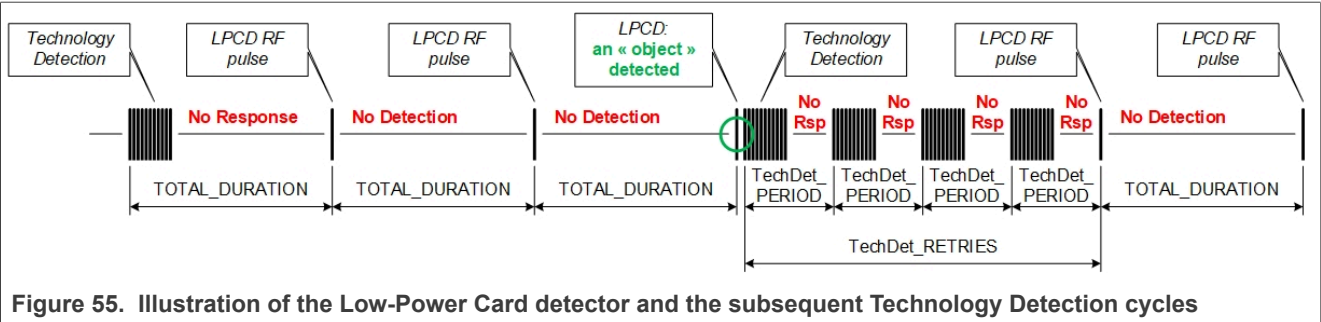 Technology
Detection
LPCD RF
pulse
LPCD RF
pulse
LPCD:
an « object »
detected
Technology
Detection
LPCD RF
pulse
LPCD RF
pulse
No Response
No Detection
No Detection
No
Rsp
No
Rsp
No
Rsp
No
Rsp
No Detection
TOTAL_DURATION
TOTAL_DURATION
TOTAL_DURATION
TechDet_
PERIOD
TechDet_
PERIOD
TechDet_
PERIOD
TechDet_
PERIOD
TOTAL_DURATION
TechDet_RETRIES
Figure 55. Illustration of the Low-Power Card detector and the subsequent Technology Detection cycles